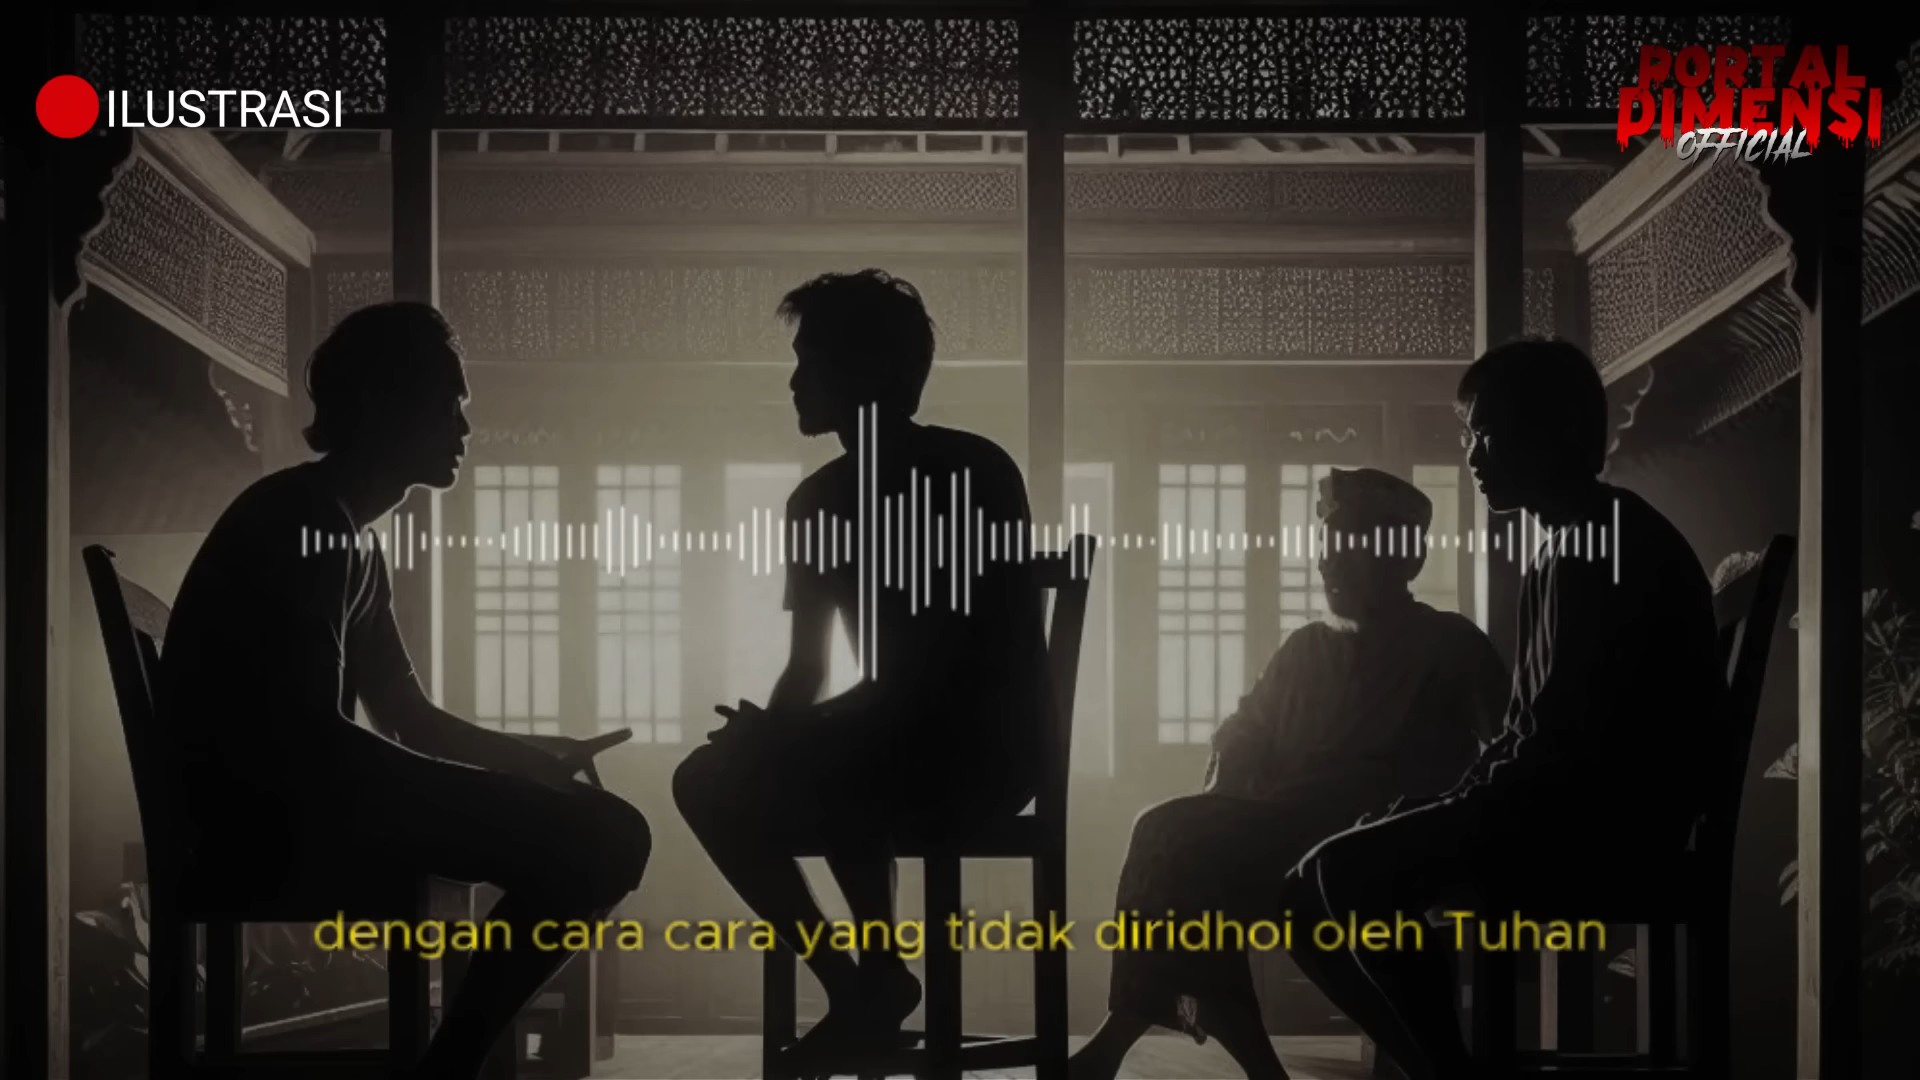 ILUSTRASI
PORTAL
DIMENSI
OFFICIAL
dengan cara cara yang tidak diridhoi oleh Tuhan